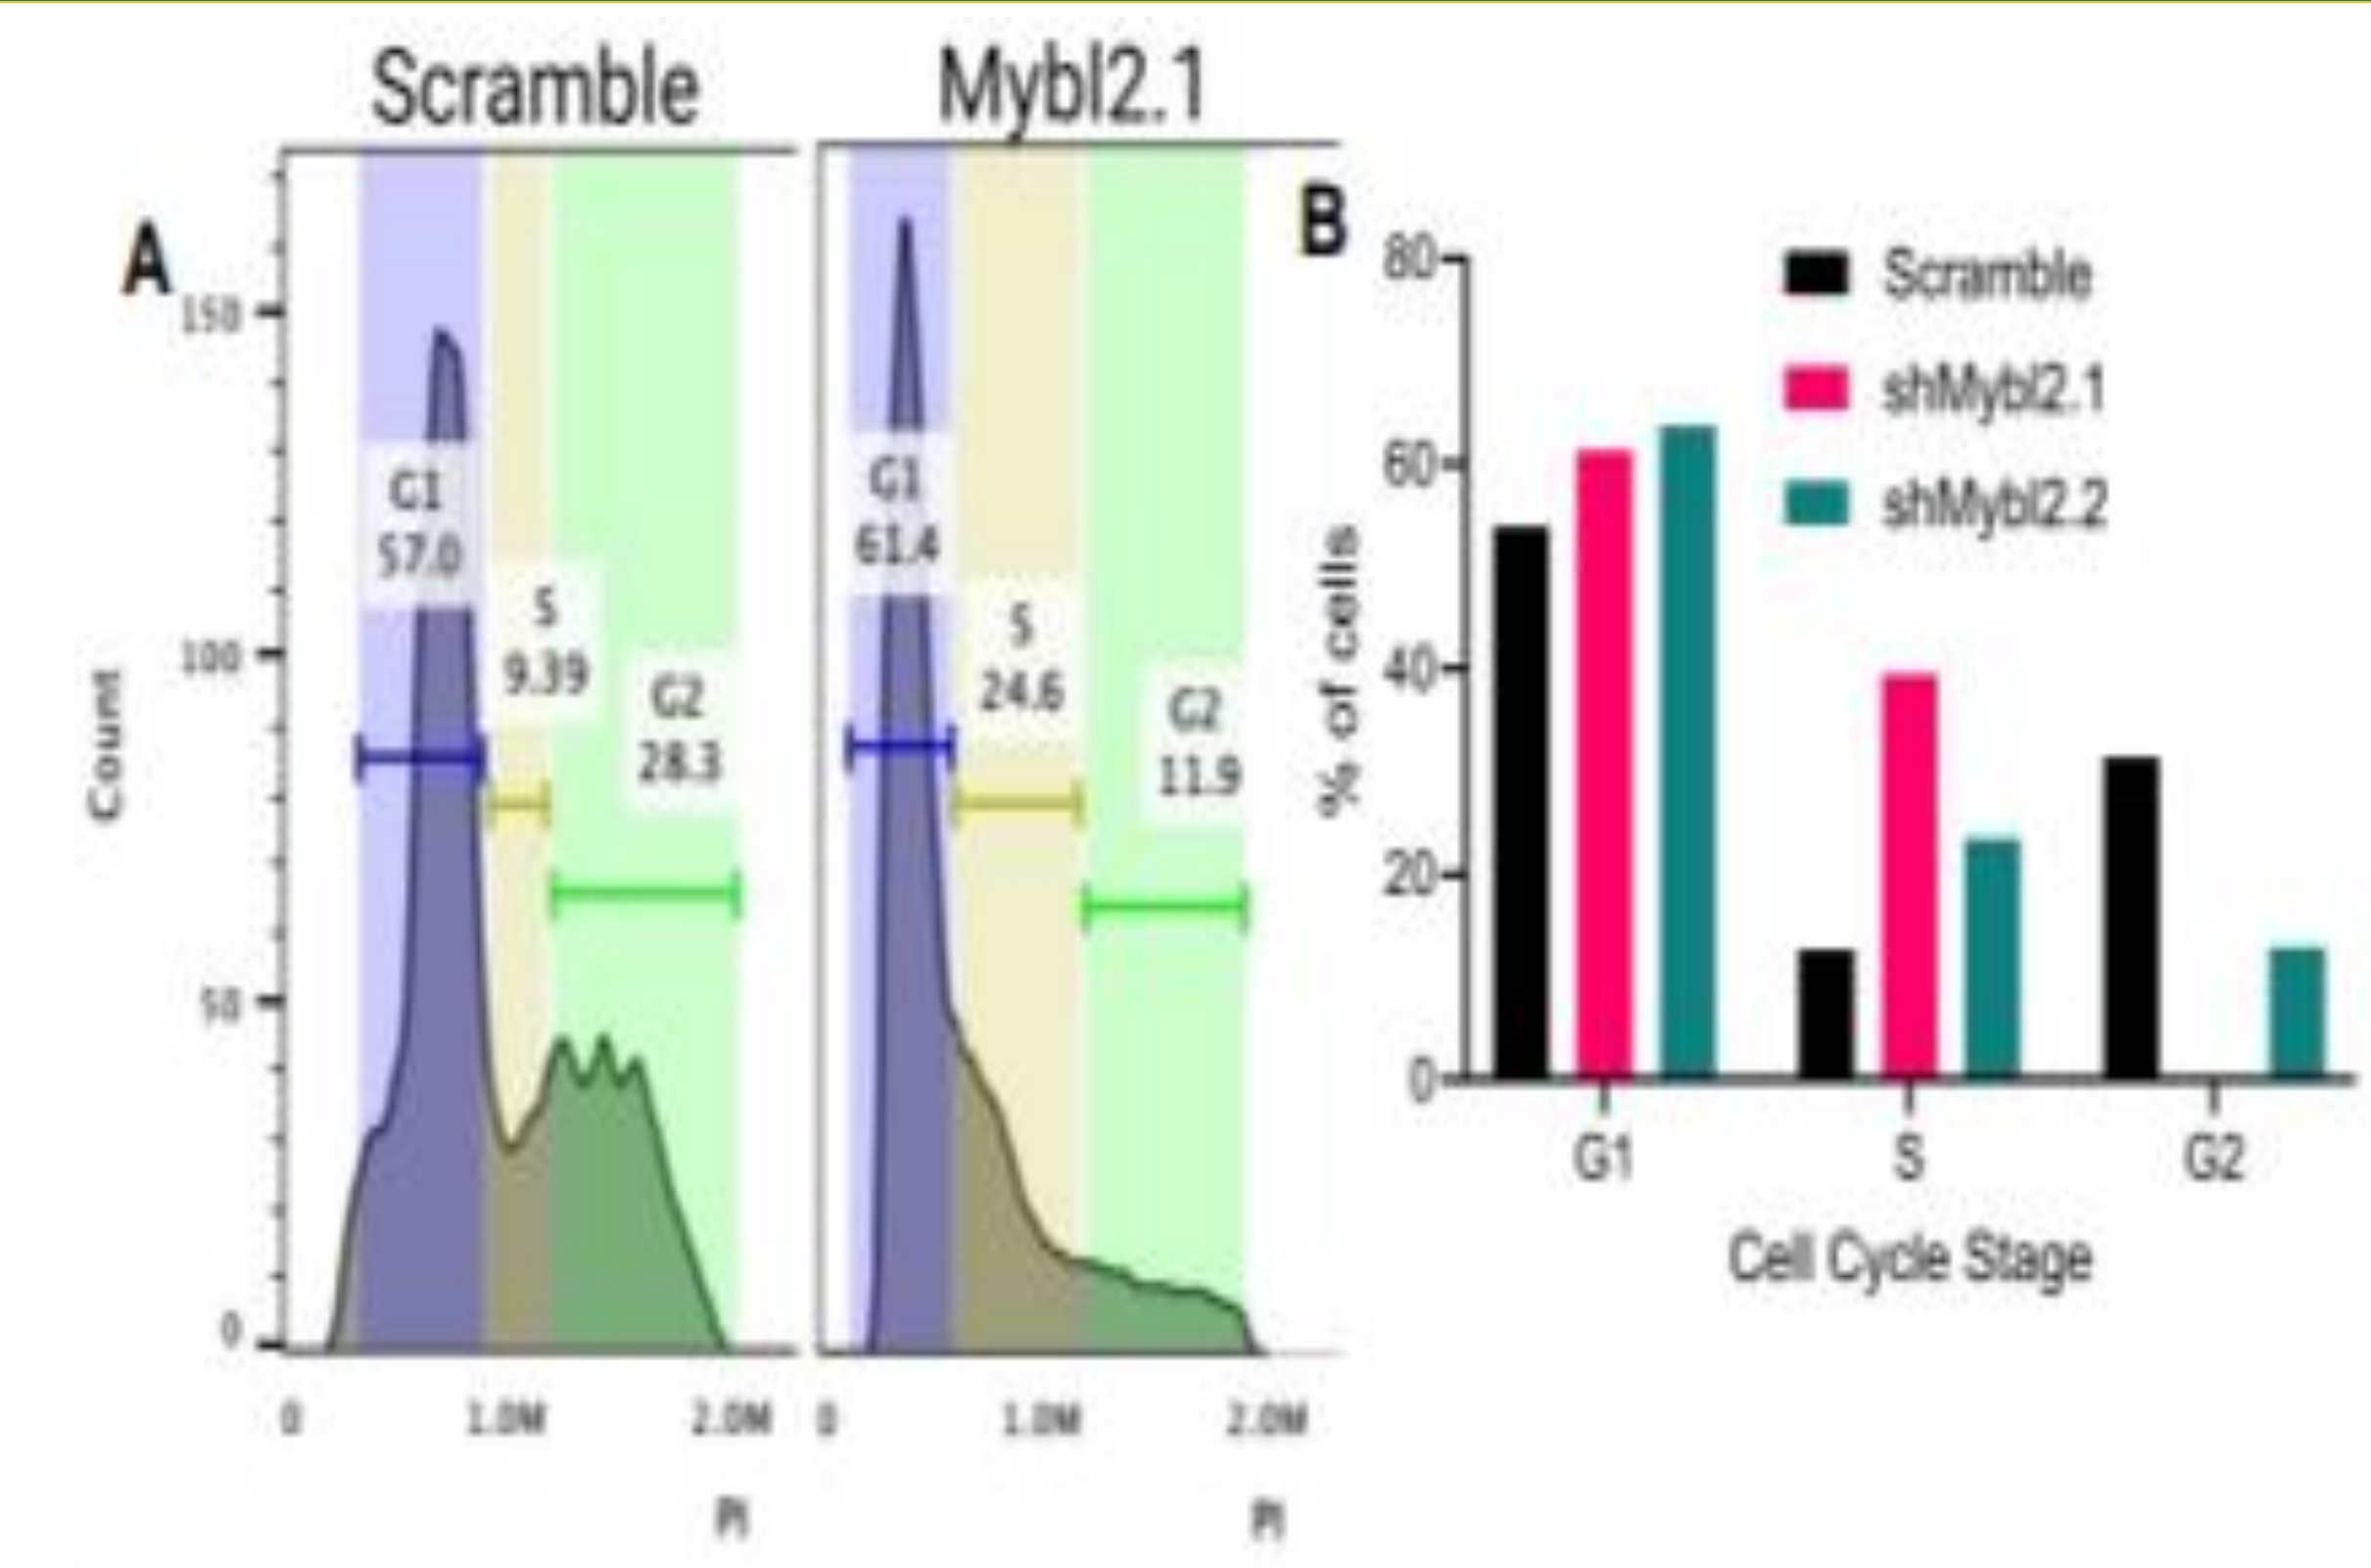 Scramble
Mybl2.1
A
150
100
50
0
Count
G1
57.0
S
9.39
G2
28.3
G1
61.4
S
24.6
G2
11.9
0
1.0M
2.0M
0
1.0M
2.0M
PI
PI
B
80
60
40
20
0
% of cells
Scramble
shMybl2.1
shMybl2.2
G1
S
G2
Cell Cycle Stage